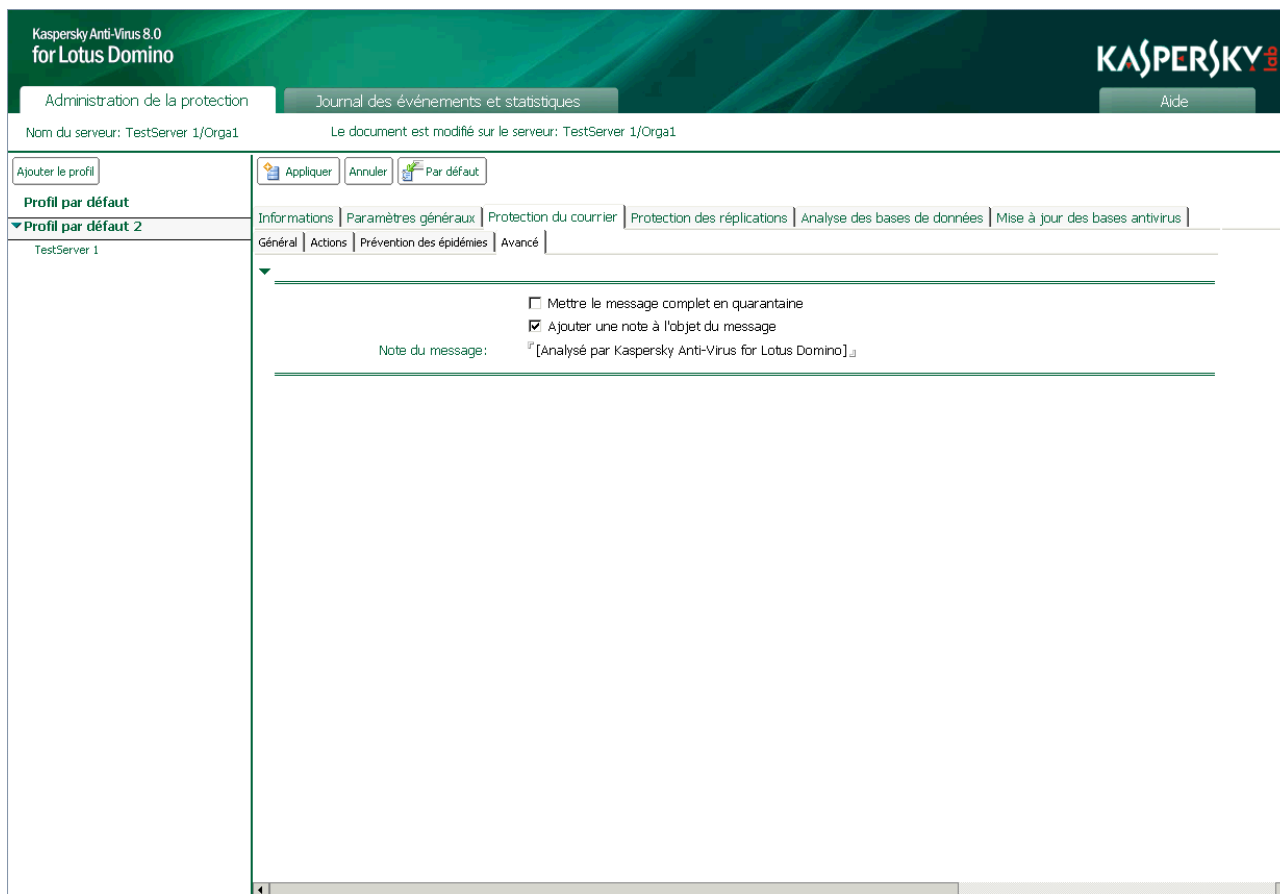 Kaspersky Anti-Virus 8.0
for Lotus Domino
KASPERSKY lab
Administration de la protection
Journal des événements et statistiques
Aide
Nom du serveur: TestServer 1/Orga1
Le document est modifié sur le serveur: TestServer 1/Orga1
Ajouter le profil
Profil par défaut
Profil par défaut 2
TestServer 1
Appliquer Annuler Par défaut
Informations Paramètres généraux Protection du courrier Protection des réplications Analyse des bases de données Mise à jour des bases antivirus
Général Actions Prévention des épidémies Avancé
Mettre le message complet en quarantaine
Ajouter une note à l'objet du message
Note du message: [Analysé par Kaspersky Anti-Virus for Lotus Domino]